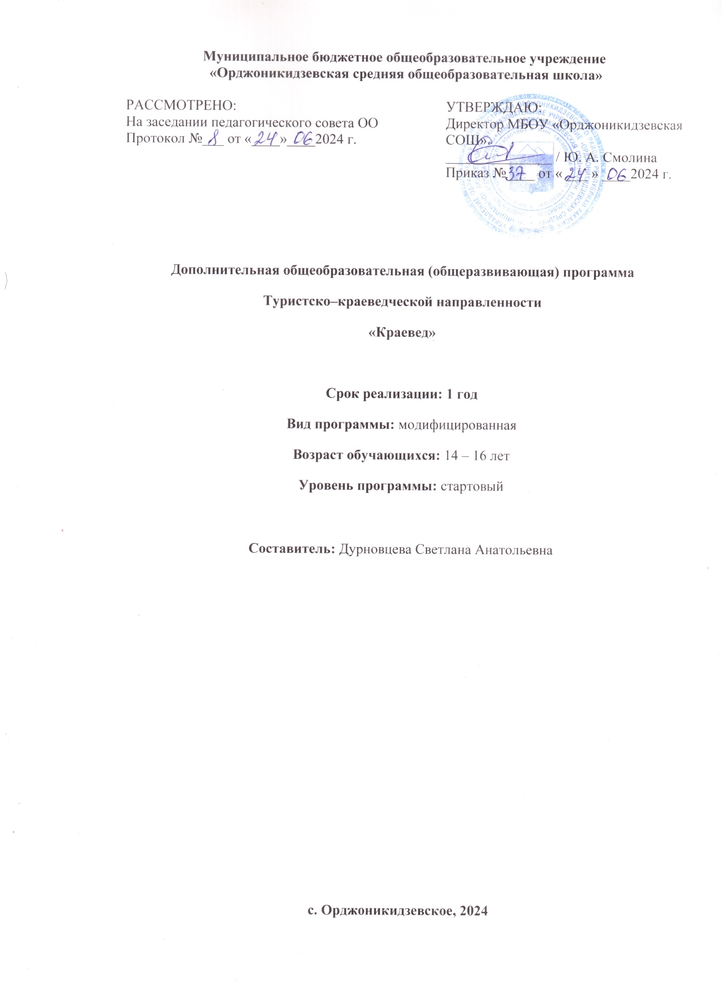 Муниципальное бюджетное общеобразовательное учреждение
«Орджоникидзевская средняя общеобразовательная школа»
РАССМОТРЕНО:
На заседании педагогического совета ОО
Протокол № 8 от «24» 06 2024 г.
УТВЕРЖДАЮ:
Директор МБОУ «Орджоникидзевская
СОШ»
/ Ю. А. Смолина
Приказ № 37 от « 24 » 06 2024 г.
Дополнительная общеобразовательная (общеразвивающая) программа
Туристско–краеведческой направленности
«Краевед»
Срок реализации: 1 год
Вид программы: модифицированная
Возраст обучающихся: 14 – 16 лет
Уровень программы: стартовый
Составитель: Дурновцева Светлана Анатольевна
с. Орджоникидзевское, 2024